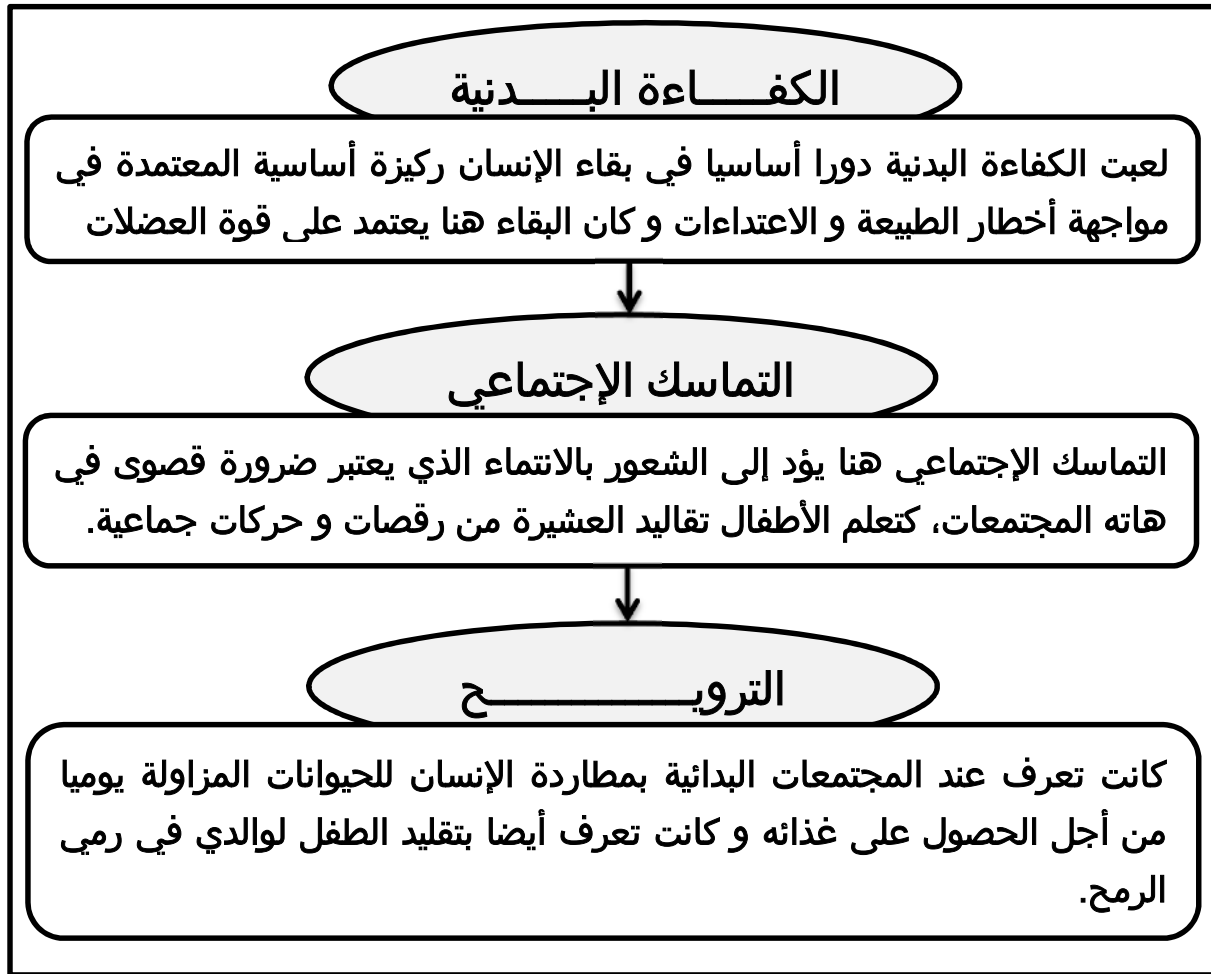 الكفــــاءة البـــــدنية
لعبت الكفاءة البدنية دورا أساسيا في بقاء الإنسان ركيزة أساسية المعتمدة في
مواجهة أخطار الطبيعة و الاعتداءات و كان البقاء هنا يعتمد على قوة العضلات
التماسك الإجتماعي
التماسك الإجتماعي هنا يؤد إلى الشعور بالانتماء الذي يعتبر ضرورة قصوى في
هاته المجتمعات، كتعلم الأطفال تقاليد العشيرة من رقصات و حركات جماعية.
الترويــــــــــــــح
كانت تعرف عند المجتمعات البدائية بمطاردة الإنسان للحيوانات المزاولة يوميا
من أجل الحصول على غذائه و كانت تعرف أيضا بتقليد الطفل لوالدي في رمي
الرمح.